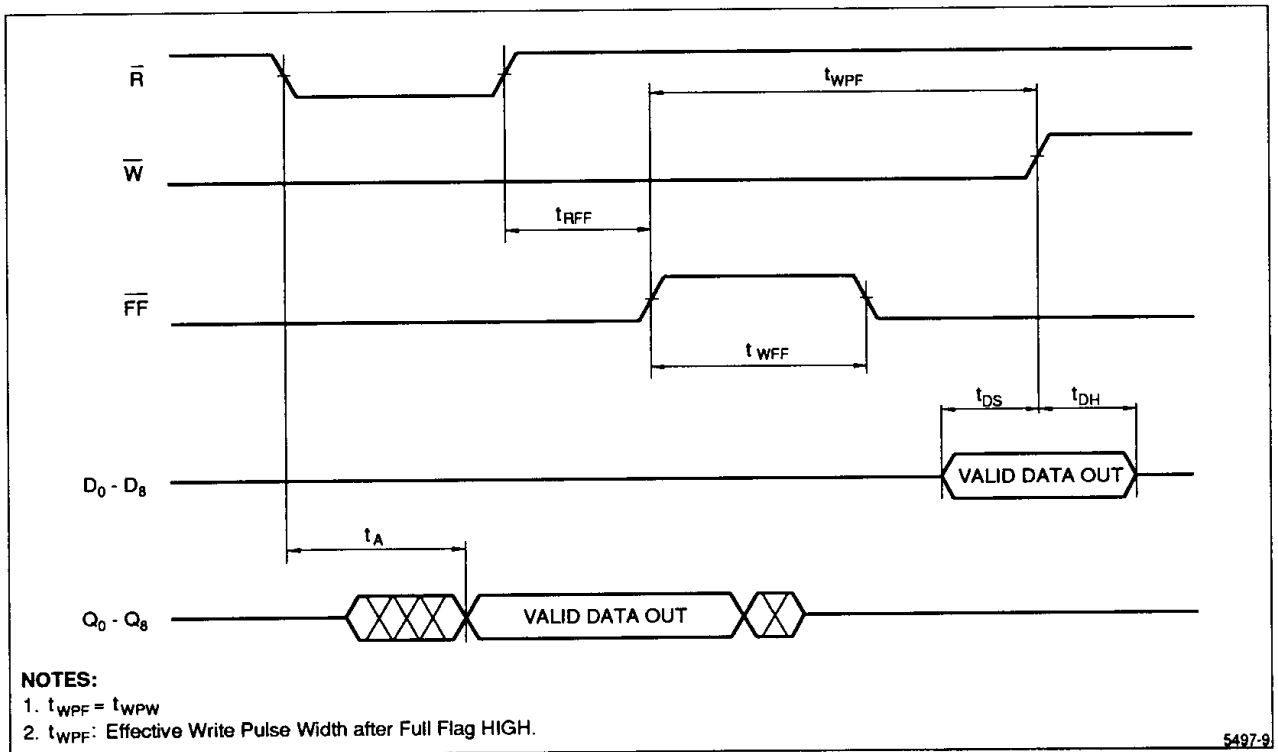 R̅
t_WPF
W̅
t_RFF
F̅F̅
t_WFF
t_DS t_DH
D₀ - D₈ VALID DATA OUT
t_A
Q₀ - Q₈ VALID DATA OUT
NOTES:
1. t_WPF = t_WPW
2. t_WPF: Effective Write Pulse Width after Full Flag HIGH.
5497-9